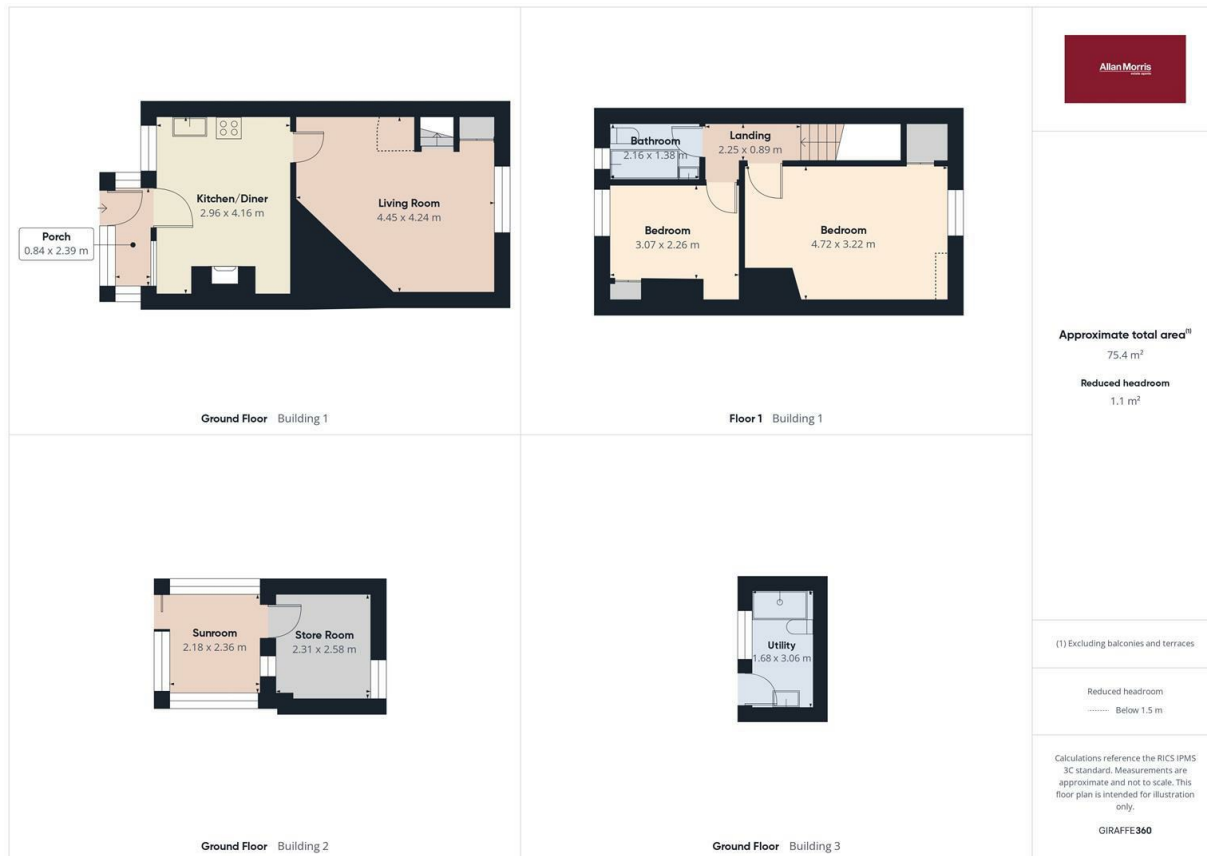 Kitchen/Diner
2.96 x 4.16 m
Living Room
4.45 x 4.24 m
Porch
0.84 x 2.39 m
Ground Floor Building 1
Bathroom
2.16 x 1.38 m
Landing
2.25 x 0.89 m
Bedroom
3.07 x 2.26 m
Bedroom
4.72 x 3.22 m
Floor 1 Building 1
Sunroom
2.18 x 2.36 m
Store Room
2.31 x 2.58 m
Ground Floor Building 2
Utility
1.68 x 3.06 m
Ground Floor Building 3
Allan Morris
estate agents
Approximate total area⁽¹⁾
75.4 m²
Reduced headroom
1.1 m²
(1) Excluding balconies and terraces
Reduced headroom
Below 1.5 m
Calculations reference the RICS IPMS
3C standard. Measurements are
approximate and not to scale. This
floor plan is intended for illustration
only.
GIRAFFE360